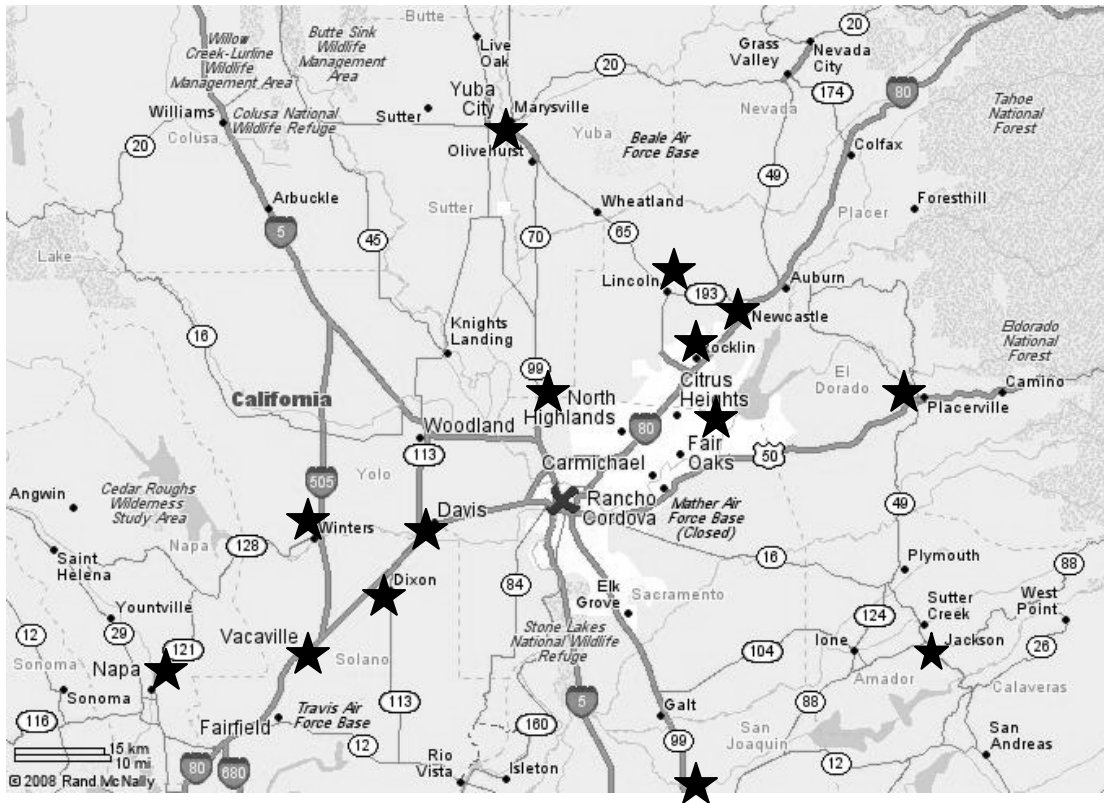 Butte
20
Willow
Creek-Lurline
Wildlife
Management Area
Butte Sink
Wildlife
Management
Area
Live
Oak
Grass
Valley
Nevada
City
20
174
80
Tahoe
National
Forest
Nevada
Yuba
City
Marysville
Williams
Colusa
Colusa National
Wildlife Refuge
Sutter
Yuba
Beale Air
Force Base
Olivehurst
20
Colfax
49
Arbuckle
Sutter
Wheatland
Placer
Foresthill
5
45
70
65
Lake
Lincoln
193
Auburn
Newcastle
16
Knights
Landing
Rocklin
Eldorado
National
Forest
99
Citrus
Heights
El
Dorado
Camino
California
North
Highlands
Placerville
Woodland
80
113
Fair
Oaks
50
Yolo
Carmichael
505
Angwin
Cedar Roughs
Wilderness
Study Area
Davis
Rancho
Cordova
Mather Air
Force Base
(Closed)
49
Winters
Napa
128
16
Saint
Helena
Dixon
84
Plymouth
88
Elk
Grove
Sacramento
Sutter
Creek
West
Point
Yountville
29
124
12
Vacaville
Stone Lakes
National Wildlife
Refuge
Ione
Jackson
26
Sonoma
Napa
121
Solano
104
Amador
Calaveras
Sonoma
88
116
Fairfield
Travis Air
Force Base
113
5
Galt
San
Joaquin
San
Andreas
160
12
99
15 km
10 mi
80
680
Rio
Vista
Isleton
12
© 2008 Rand McNally